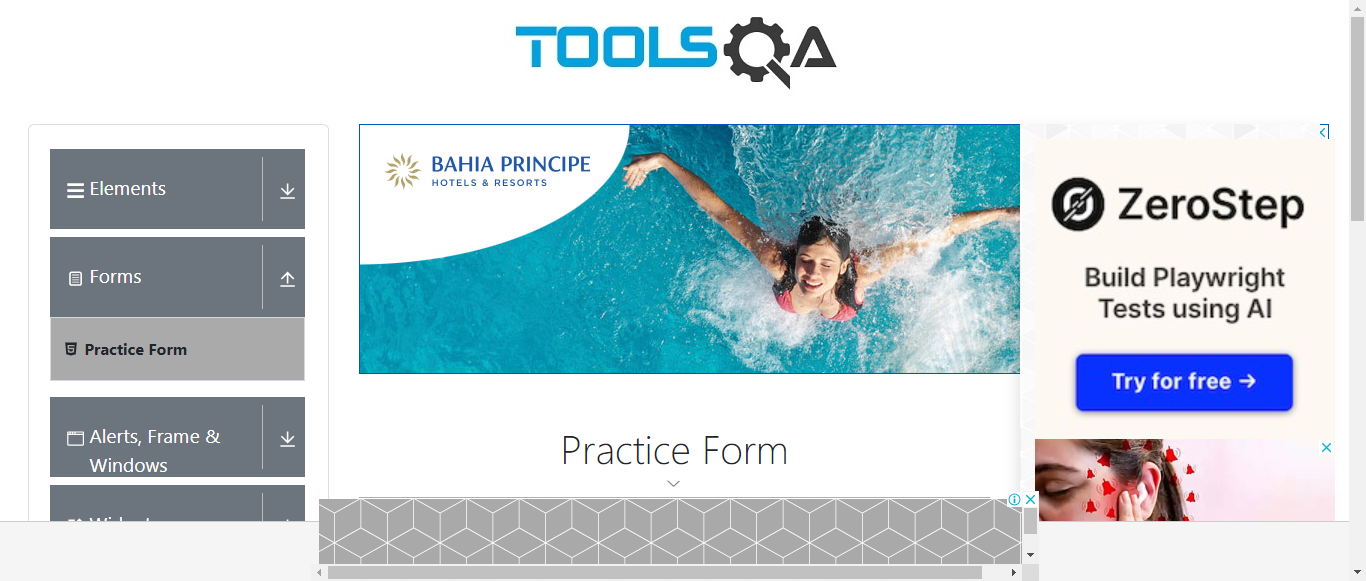 TOOLSQA
Elements
Forms
Practice Form
Alerts, Frame &
Windows
BAHIA PRINCIPE
HOTELS & RESORTS
Practice Form
ZeroStep
Build Playwright
Tests using AI
Try for free →